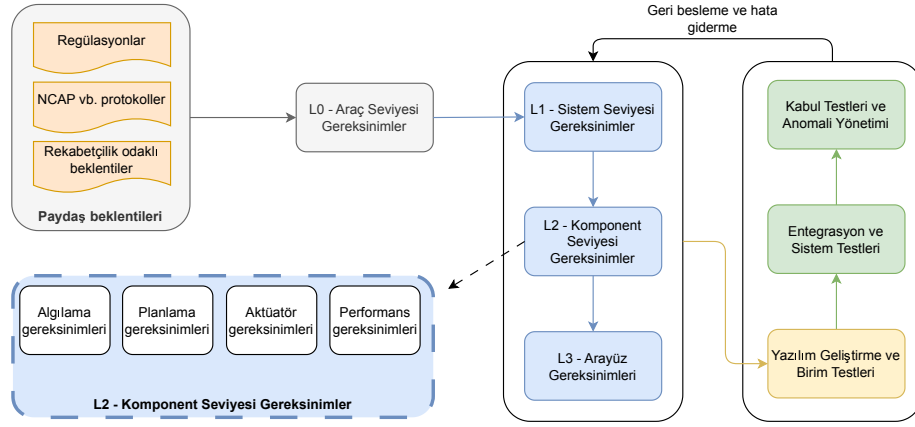 Regülasyonlar
NCAP vb. protokoller
Rekabetçilik odaklı
beklentiler
Paydaş beklentileri
L0 - Araç Seviyesi
Gereksinimler
Geri besleme ve hata
giderme
L1 - Sistem Seviyesi
Gereksinimler
L2 - Komponent
Seviyesi
Gereksinimler
L3 - Arayüz
Gereksinimleri
Kabul Testleri ve
Anomali Yönetimi
Entegrasyon ve
Sistem Testleri
Yazılım Geliştirme ve
Birim Testleri
Algılama
gereksinimleri
Planlama
gereksinimleri
Aktüatör
gereksinimleri
Performans
gereksinimleri
L2 - Komponent Seviyesi Gereksinimler